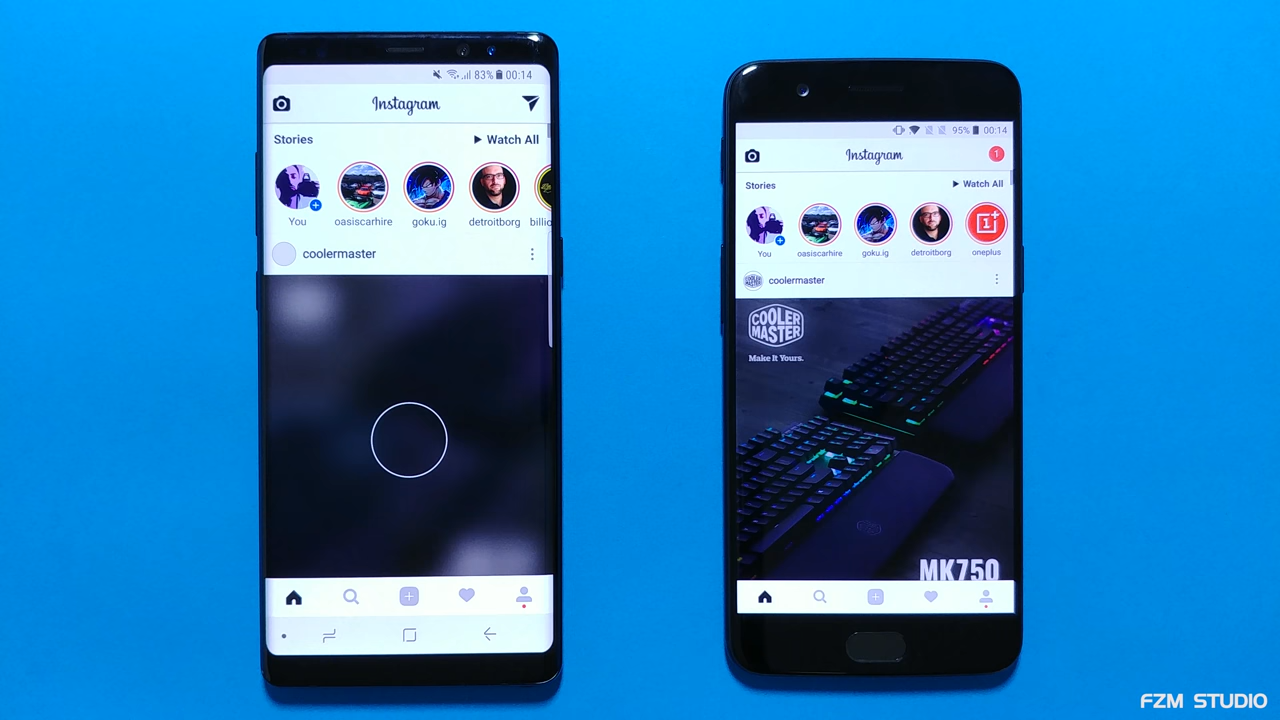 83% 00:14
Instagram
Stories Watch All
You oasiscarhire goku.ig detroitborg billio
coolermaster
95% 00:14
Instagram 1
Stories Watch All
You oasiscarhire goku.ig detroitborg oneplus
coolermaster
COOLER
MASTER
Make It Yours.
MK750
FZM STUDIO